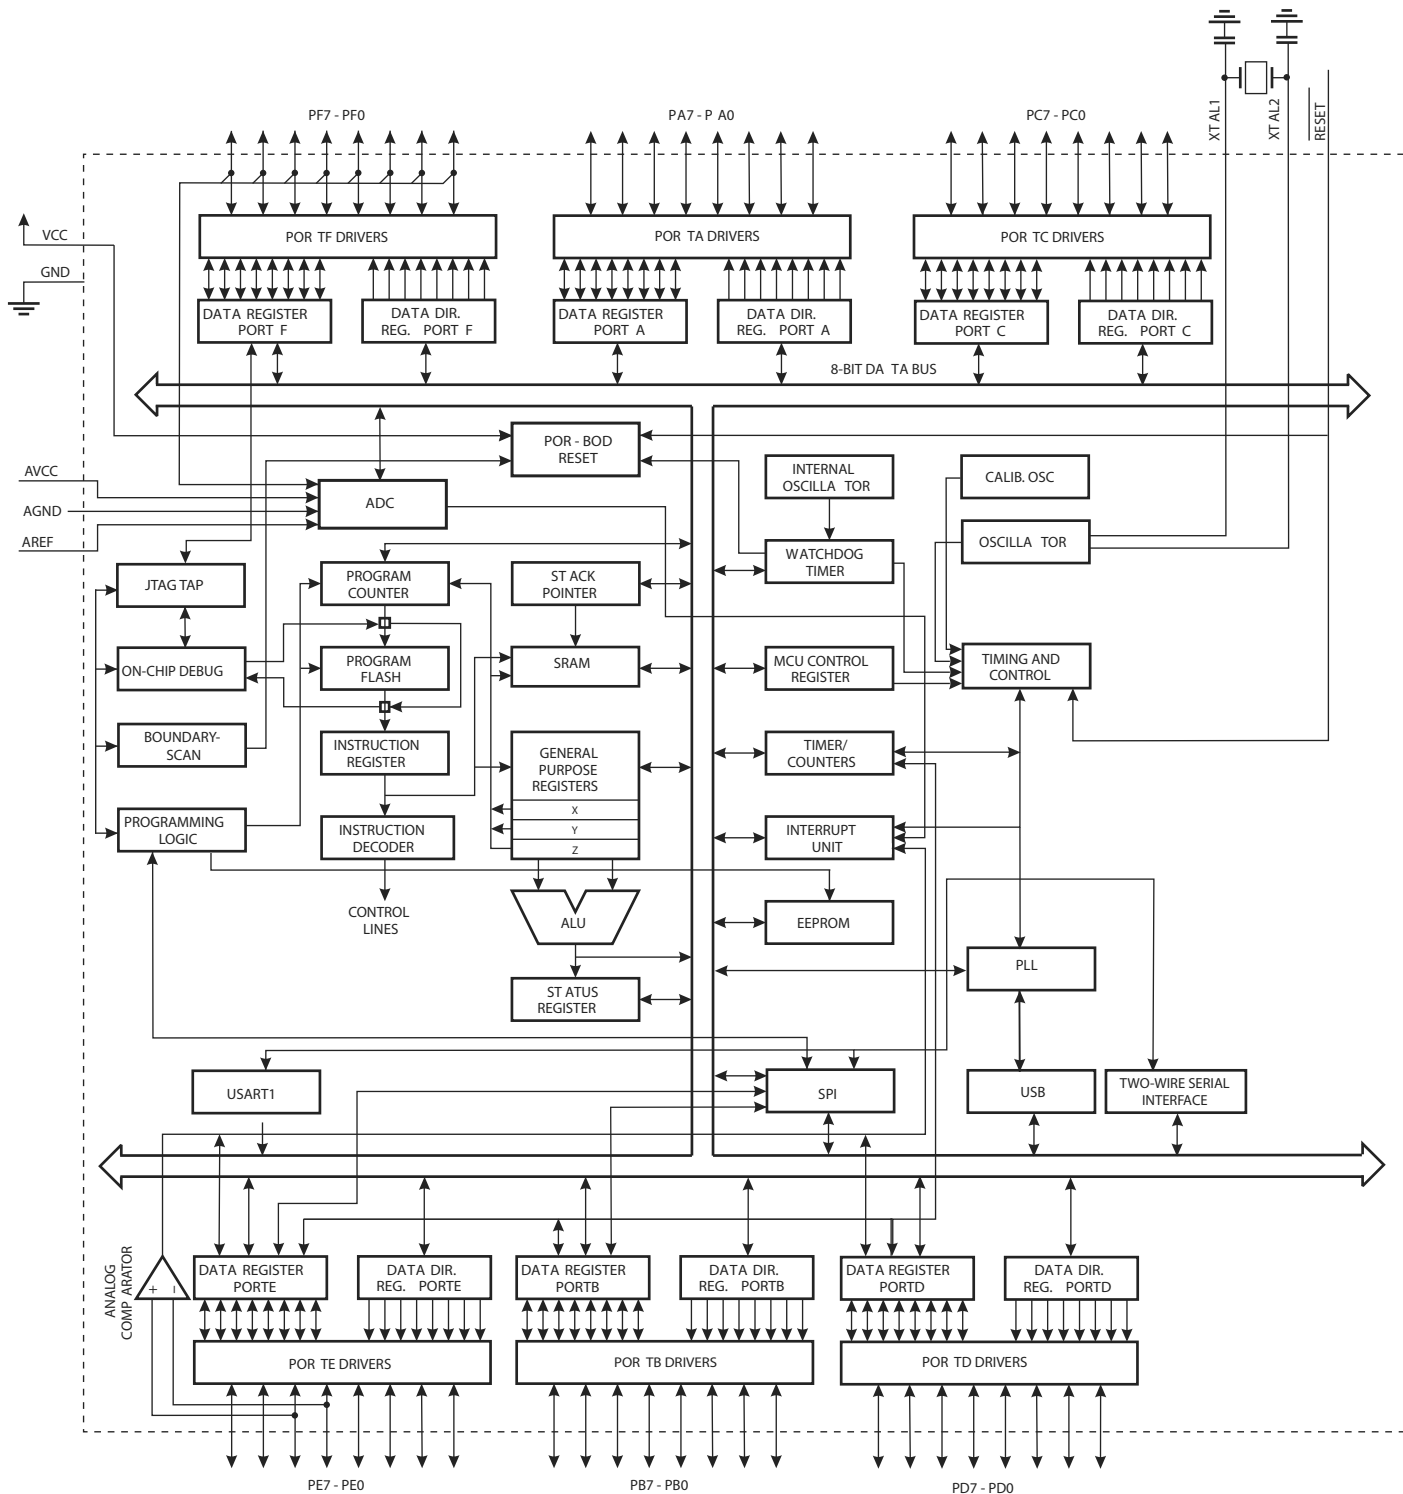 PF7 - PF0
PA7 - P A0
PC7 - PC0
XT AL1
XT AL2
RESET
VCC
GND
POR TF DRIVERS
POR TA DRIVERS
POR TC DRIVERS
DATA REGISTER
PORT F
DATA DIR.
REG. PORT F
DATA REGISTER
PORT A
DATA DIR.
REG. PORT A
DATA REGISTER
PORT C
DATA DIR.
REG. PORT C
8-BIT DA TA BUS
POR - BOD
RESET
AVCC
AGND
AREF
ADC
INTERNAL
OSCILLA TOR
CALIB. OSC
OSCILLA TOR
WATCHDOG
TIMER
JTAG TAP
PROGRAM
COUNTER
ST ACK
POINTER
ON-CHIP DEBUG
PROGRAM
FLASH
SRAM
MCU CONTROL
REGISTER
TIMING AND
CONTROL
BOUNDARY-
SCAN
INSTRUCTION
REGISTER
GENERAL
PURPOSE
REGISTERS
X
Y
Z
TIMER/
COUNTERS
PROGRAMMING
LOGIC
INSTRUCTION
DECODER
INTERRUPT
UNIT
CONTROL
LINES
ALU
EEPROM
PLL
ST ATUS
REGISTER
USART1
SPI
USB
TWO-WIRE SERIAL
INTERFACE
ANALOG
COMP ARATOR
+
–
DATA REGISTER
PORTE
DATA DIR.
REG. PORTE
DATA REGISTER
PORTB
DATA DIR.
REG. PORTB
DATA REGISTER
PORTD
DATA DIR.
REG. PORTD
POR TE DRIVERS
POR TB DRIVERS
POR TD DRIVERS
PE7 - PE0
PB7 - PB0
PD7 - PD0